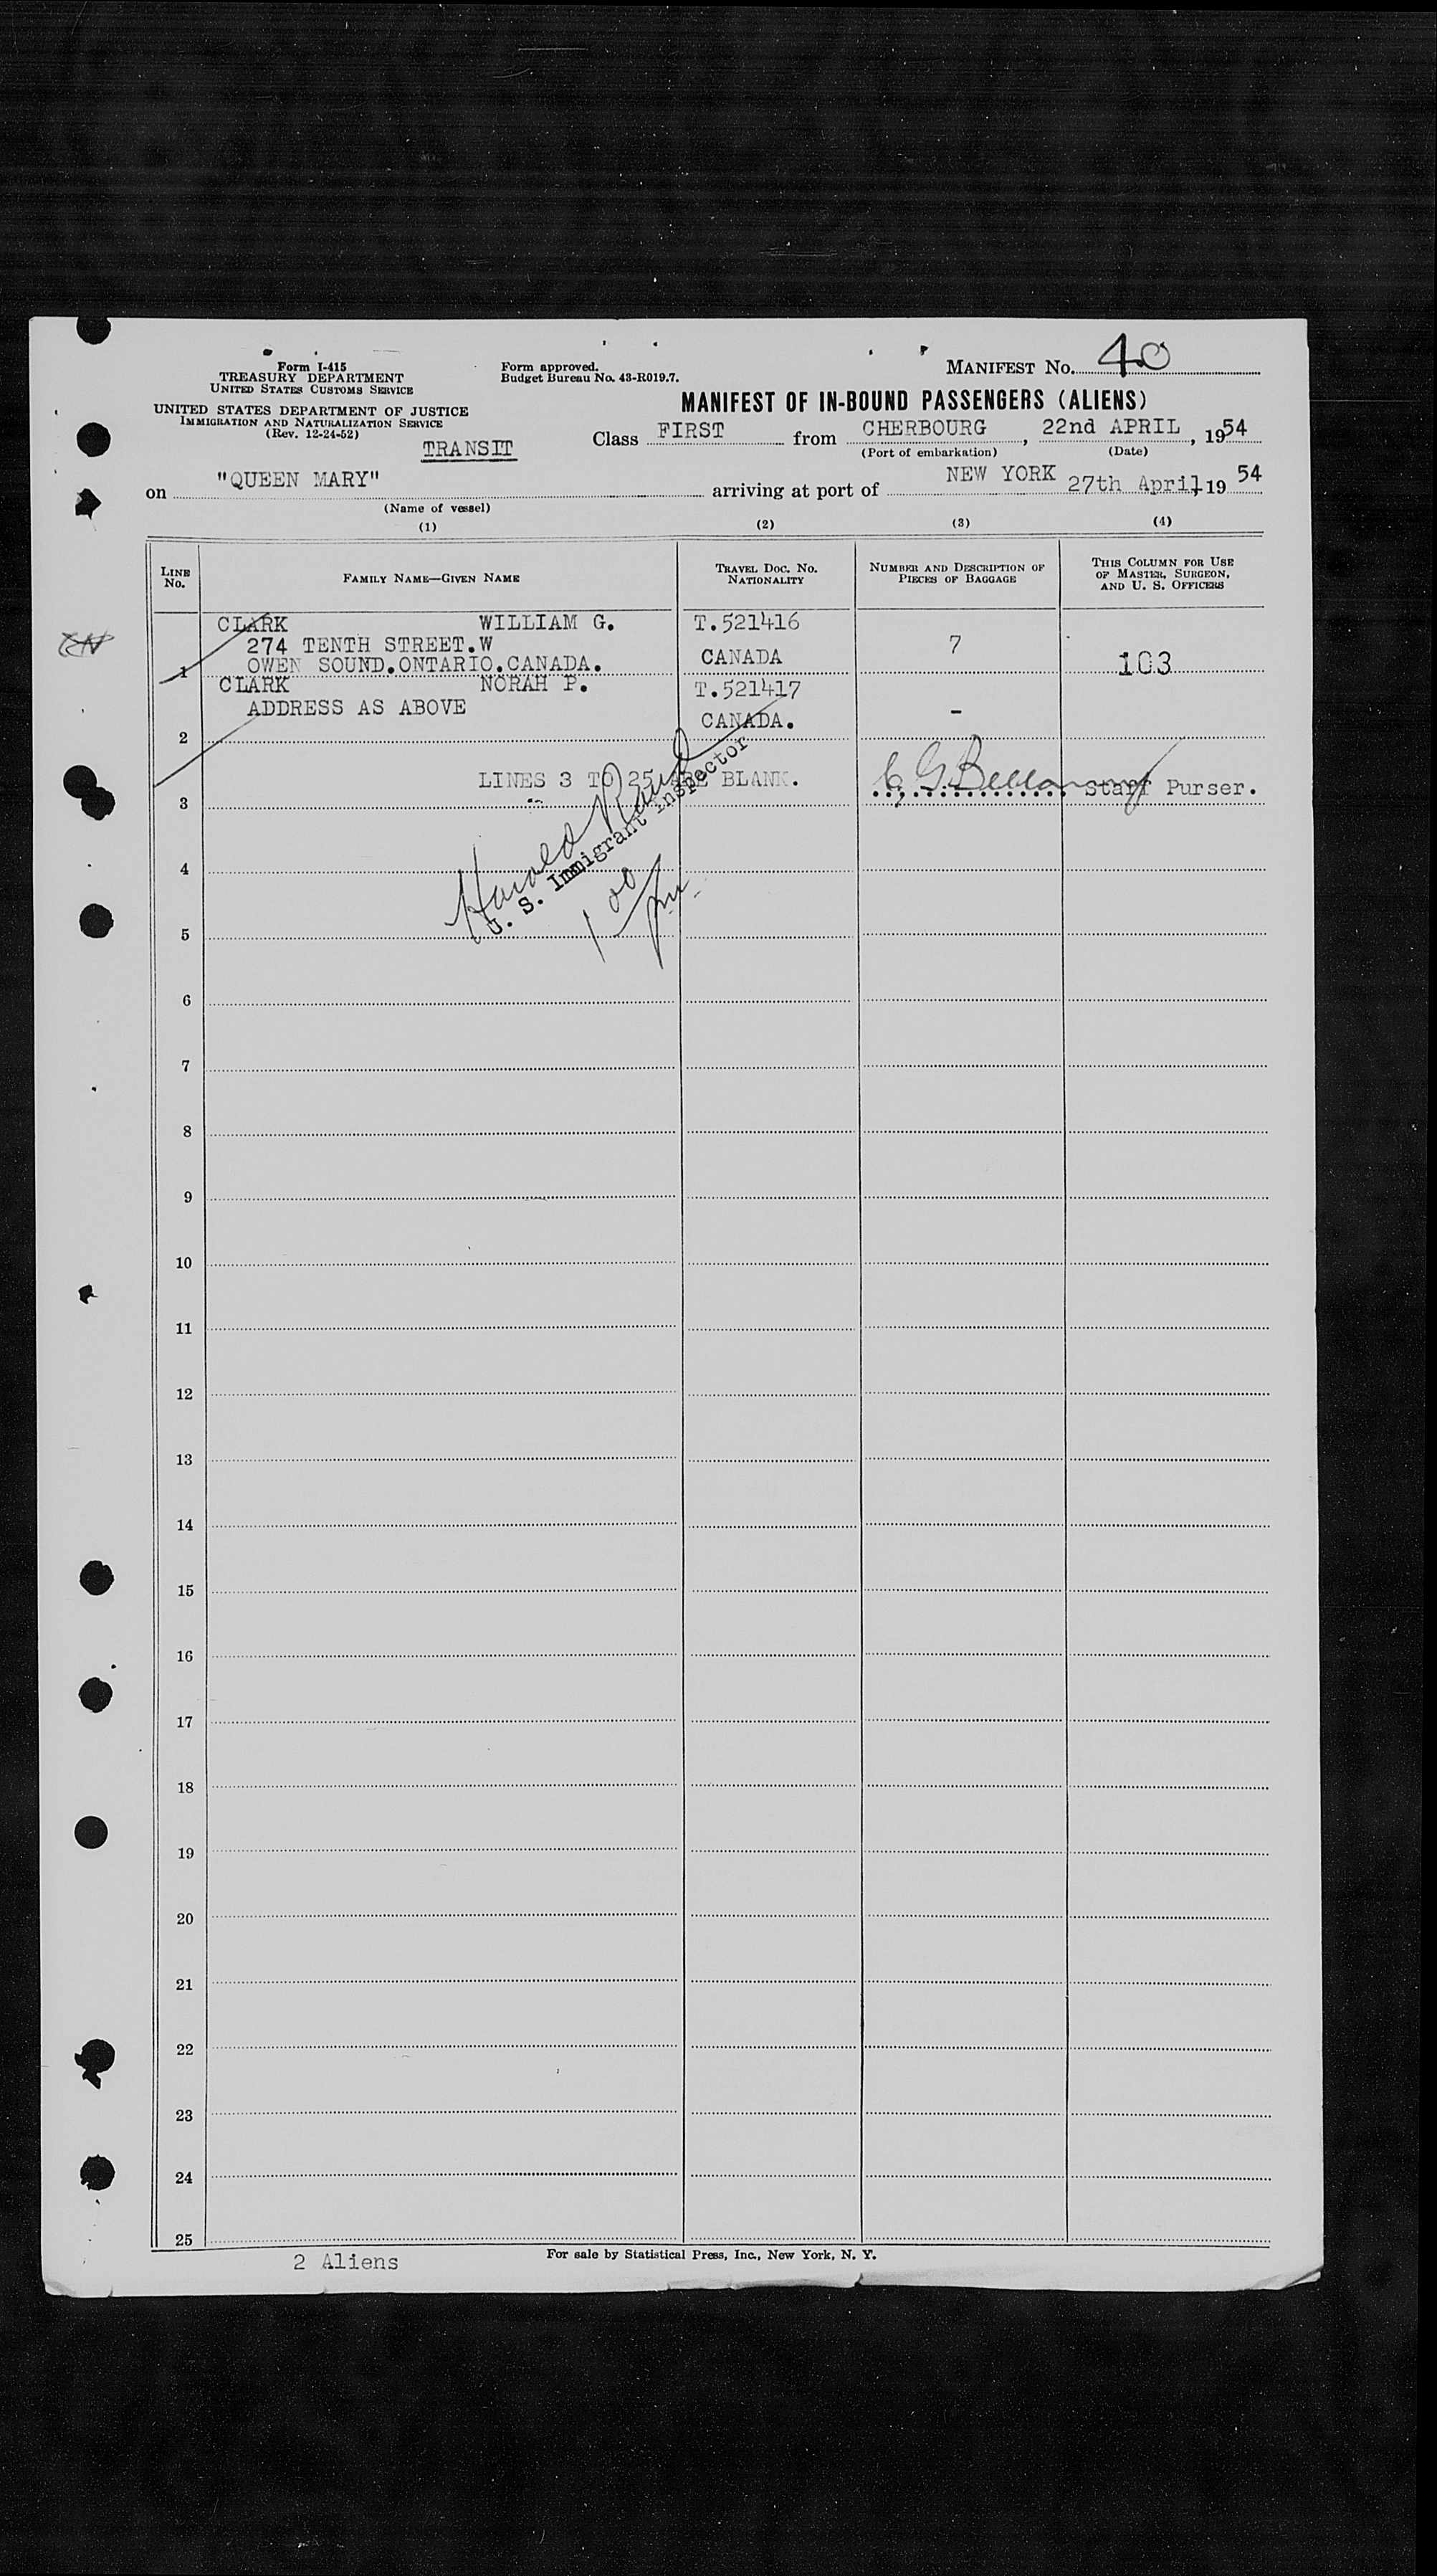 Form I-415
TREASURY DEPARTMENT
UNITED STATES CUSTOMS SERVICE
UNITED STATES DEPARTMENT OF JUSTICE
IMMIGRATION AND NATURALIZATION SERVICE
(Rev. 12-24-52)
Form approved.
Budget Bureau No. 43-R019.7.
MANIFEST No. 40
MANIFEST OF IN-BOUND PASSENGERS (ALIENS)
TRANSIT
Class FIRST from CHERBOURG, 22nd APRIL, 1954
(Port of embarkation) (Date)
on "QUEEN MARY" arriving at port of NEW YORK 27th April, 19 54
(Name of vessel)
(1) (2) (3) (4)
LINE No. FAMILY NAME—GIVEN NAME TRAVEL DOC. No. NATIONALITY NUMBER AND DESCRIPTION OF PIECES OF BAGGAGE THIS COLUMN FOR USE OF MASTER, SURGEON, AND U. S. OFFICERS
CLARK WILLIAM G. T.521416
274 TENTH STREET.W 7
1 OWEN SOUND.ONTARIO.CANADA. CANADA 103
CLARK NORAH P. T.521417
ADDRESS AS ABOVE
2 CANADA. -
LINES 3 TO 25 ARE BLANK. Staff Purser.
3
Harold
U. S. Immigrant Inspector
1 00 pm
4
5
6
7
8
9
10
11
12
13
14
15
16
17
18
19
20
21
22
23
24
25
2 Aliens
For sale by Statistical Press, Inc., New York, N. Y.